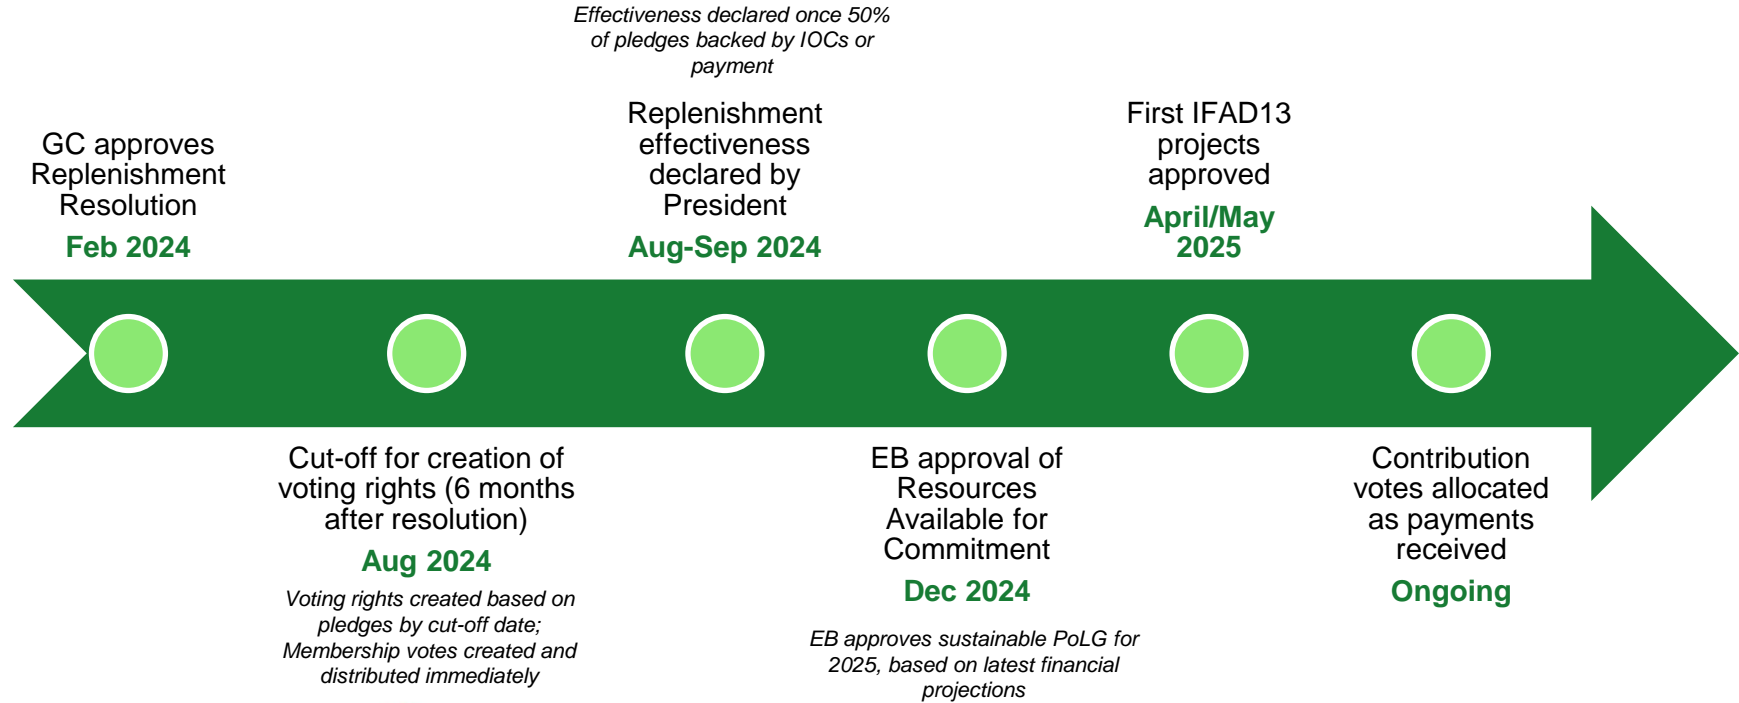 GC approves
Replenishment
Resolution
Feb 2024
Cut-off for creation of
voting rights (6 months
after resolution)
Aug 2024
Voting rights created based on
pledges by cut-off date;
Membership votes created and
distributed immediately
Effectiveness declared once 50%
of pledges backed by IOCs or
payment
Replenishment
effectiveness
declared by
President
Aug-Sep 2024
EB approval of
Resources
Available for
Commitment
Dec 2024
EB approves sustainable PoLG for
2025, based on latest financial
projections
First IFAD13
projects
approved
April/May
2025
Contribution
votes allocated
as payments
received
Ongoing